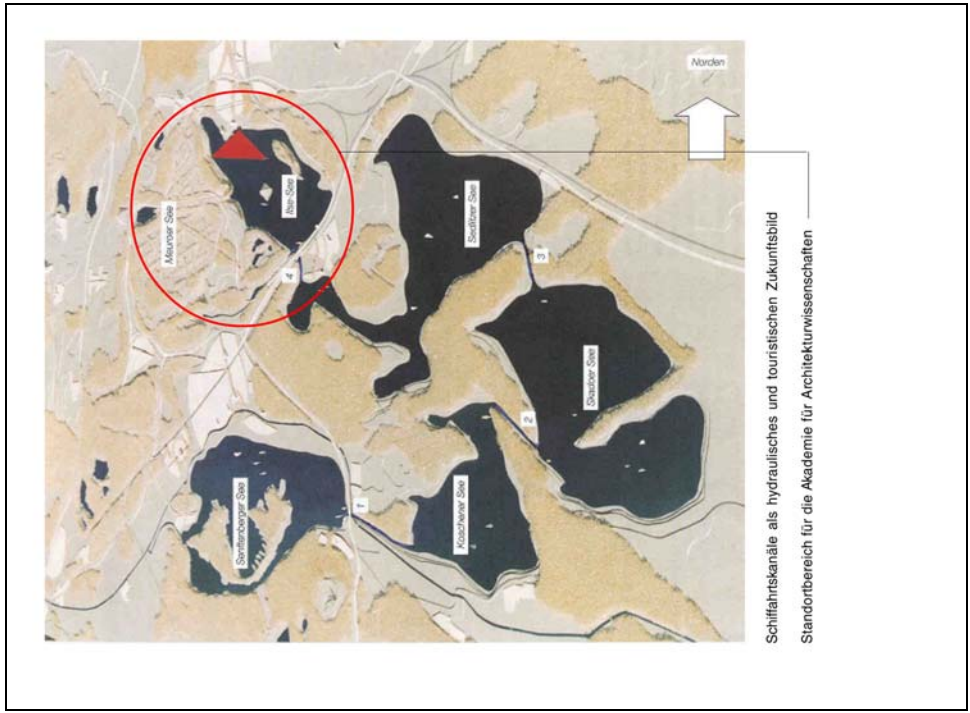 Norden
Meuroer See
Ilse-See
Sedlitzer See
4
3
Senftenberger See
1
2
Skadoer See
Koschener See
Schiffahrtskanäle als hydraulisches und touristischen Zukunftsbild
Standortbereich für die Akademie für Architekturwissenschaften